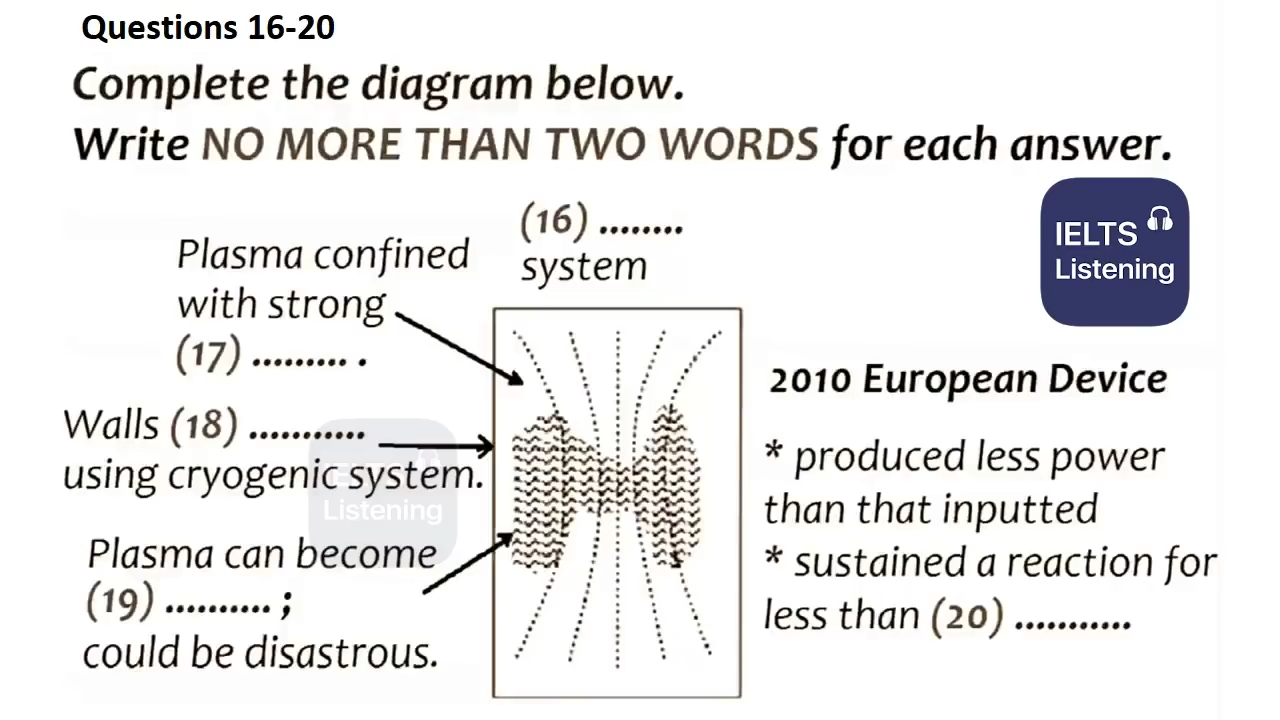 Questions 16-20
Complete the diagram below.
Write NO MORE THAN TWO WORDS for each answer.
(16) ........
system
IELTS
Listening
Plasma confined
with strong
(17) ......... .
2010 European Device
Walls (18) ...........
using cryogenic system.
* produced less power
than that inputted
* sustained a reaction for
less than (20) ...........
IELTS
Listening
Plasma can become
(19) .......... ;
could be disastrous.